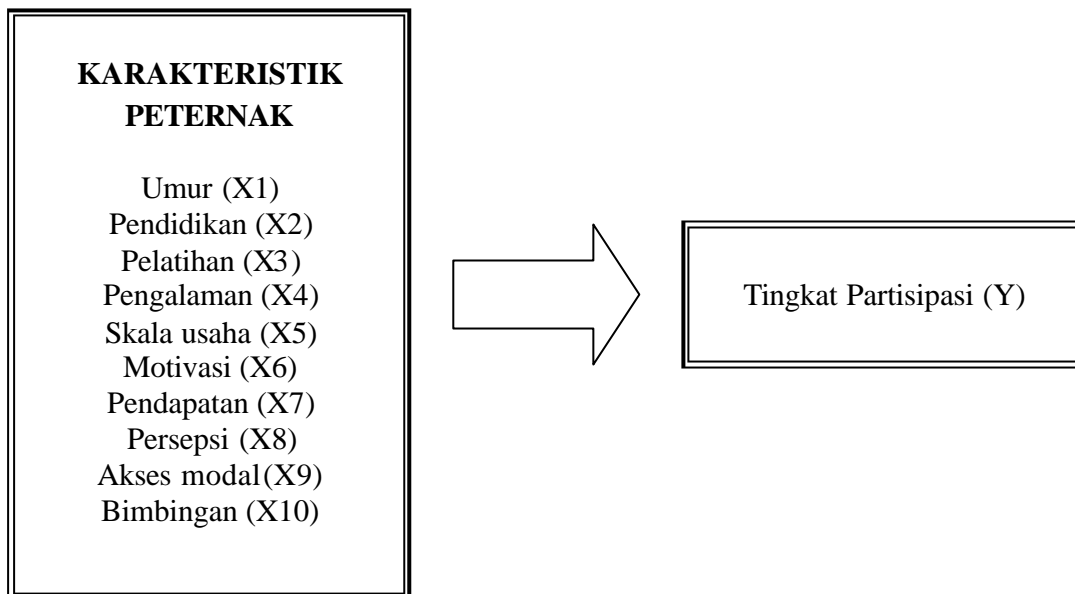 KARAKTERISTIK
PETERNAK
Umur (X1)
Pendidikan (X2)
Pelatihan (X3)
Pengalaman (X4)
Skala usaha (X5)
Motivasi (X6)
Pendapatan (X7)
Persepsi (X8)
Akses modal(X9)
Bimbingan (X10)
Tingkat Partisipasi (Y)